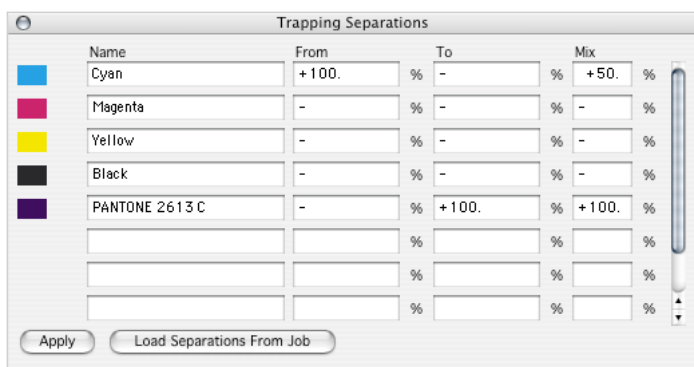 Trapping Separations
Name From To Mix
Cyan +100. % - % +50. %
Magenta - % - % - %
Yellow - % - % - %
Black - % - % - %
PANTONE 2613 C - % +100. % +100. %
% % %
% % %
% % %
Apply Load Separations From Job